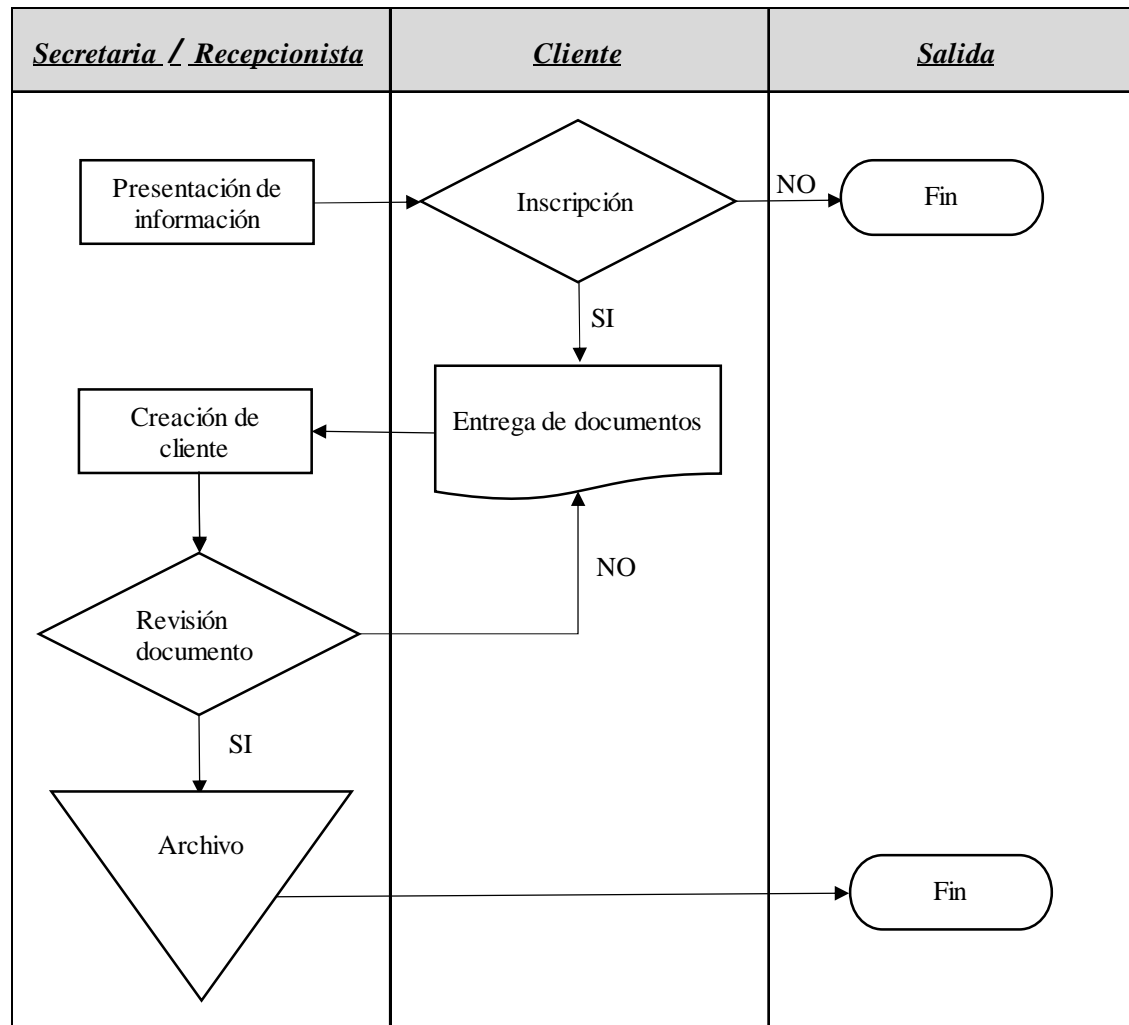 Secretaria / Recepcionista
Cliente
Salida
Presentación de
información
Inscripción
NO
Fin
SI
Creación de
cliente
Entrega de documentos
NO
Revisión
documento
SI
Archivo
Fin